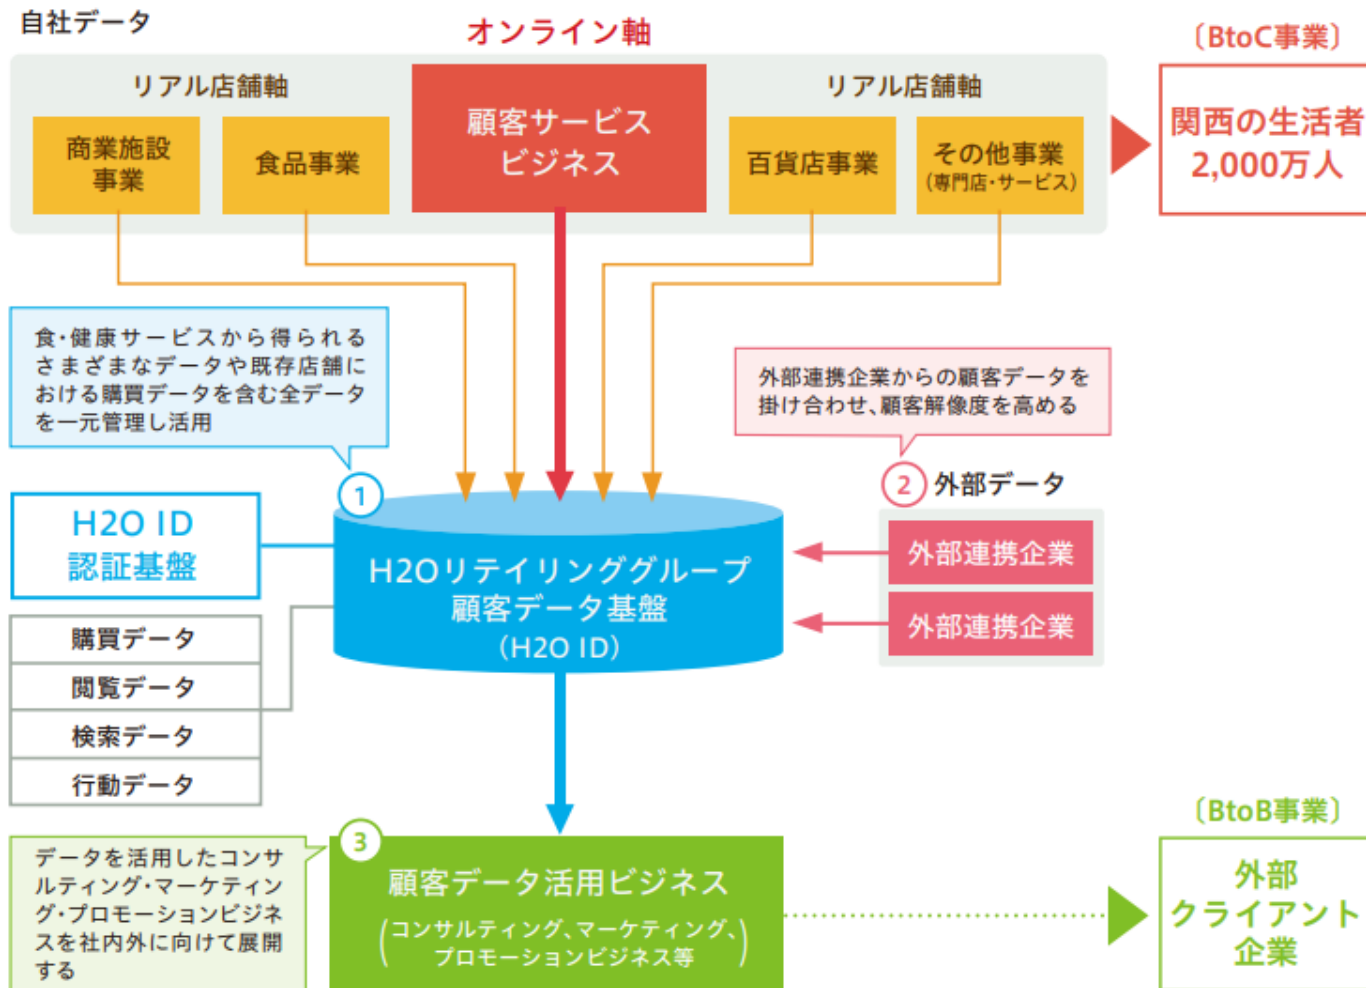 自社データ
オンライン軸
〔BtoC事業〕
リアル店舗軸
リアル店舗軸
商業施設
事業
食品事業
顧客サービス
ビジネス
百貨店事業
その他事業
(専門店・サービス)
関西の生活者
2,000万人
食・健康サービスから得られる
さまざまなデータや既存店舗に
おける購買データを含む全データ
を一元管理し活用
外部連携企業からの顧客データを
掛け合わせ、顧客解像度を高める
1
2 外部データ
H2O ID
認証基盤
H2Oリテイリンググループ
顧客データ基盤
(H2O ID)
外部連携企業
外部連携企業
購買データ
閲覧データ
検索データ
行動データ
〔BtoB事業〕
データを活用したコンサ
ルティング・マーケティン
グ・プロモーションビジネ
スを社内外に向けて展開
する
3
顧客データ活用ビジネス
(コンサルティング、マーケティング、
プロモーションビジネス等)
外部
クライアント
企業